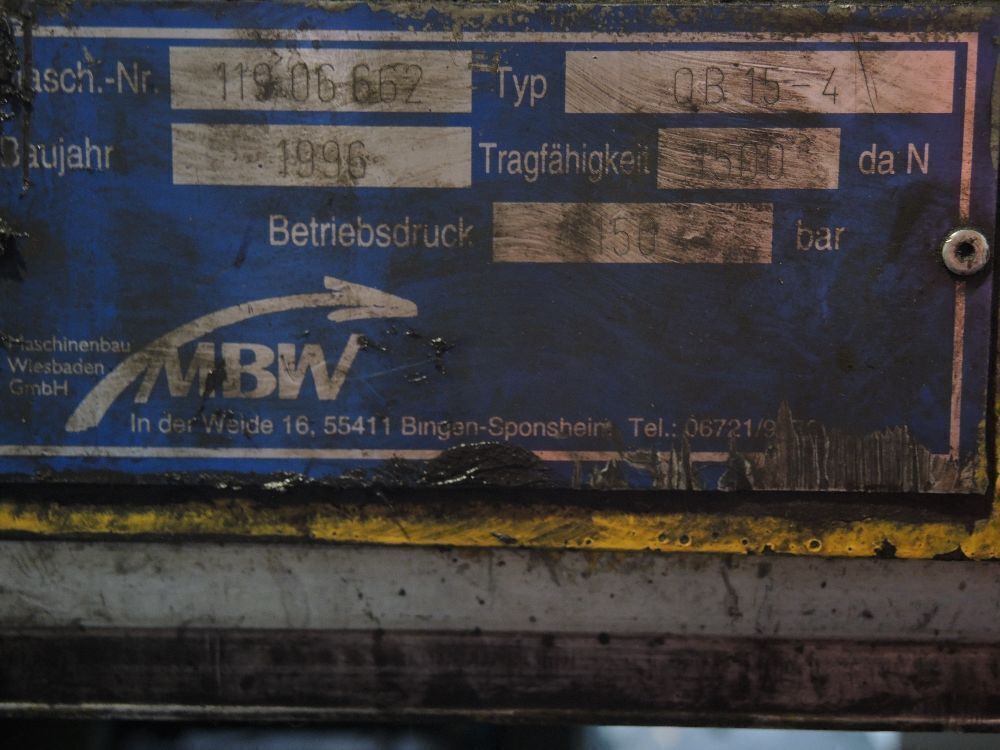 Masch.-Nr. 119.06.662 Typ QB 15-4
Baujahr 1996 Tragfähigkeit 1500 da N
Betriebsdruck 150 bar
Maschinenbau
Wiesbaden
GmbH
MBW
In der Weide 16, 55411 Bingen-Sponsheim Tel.: 06721/9